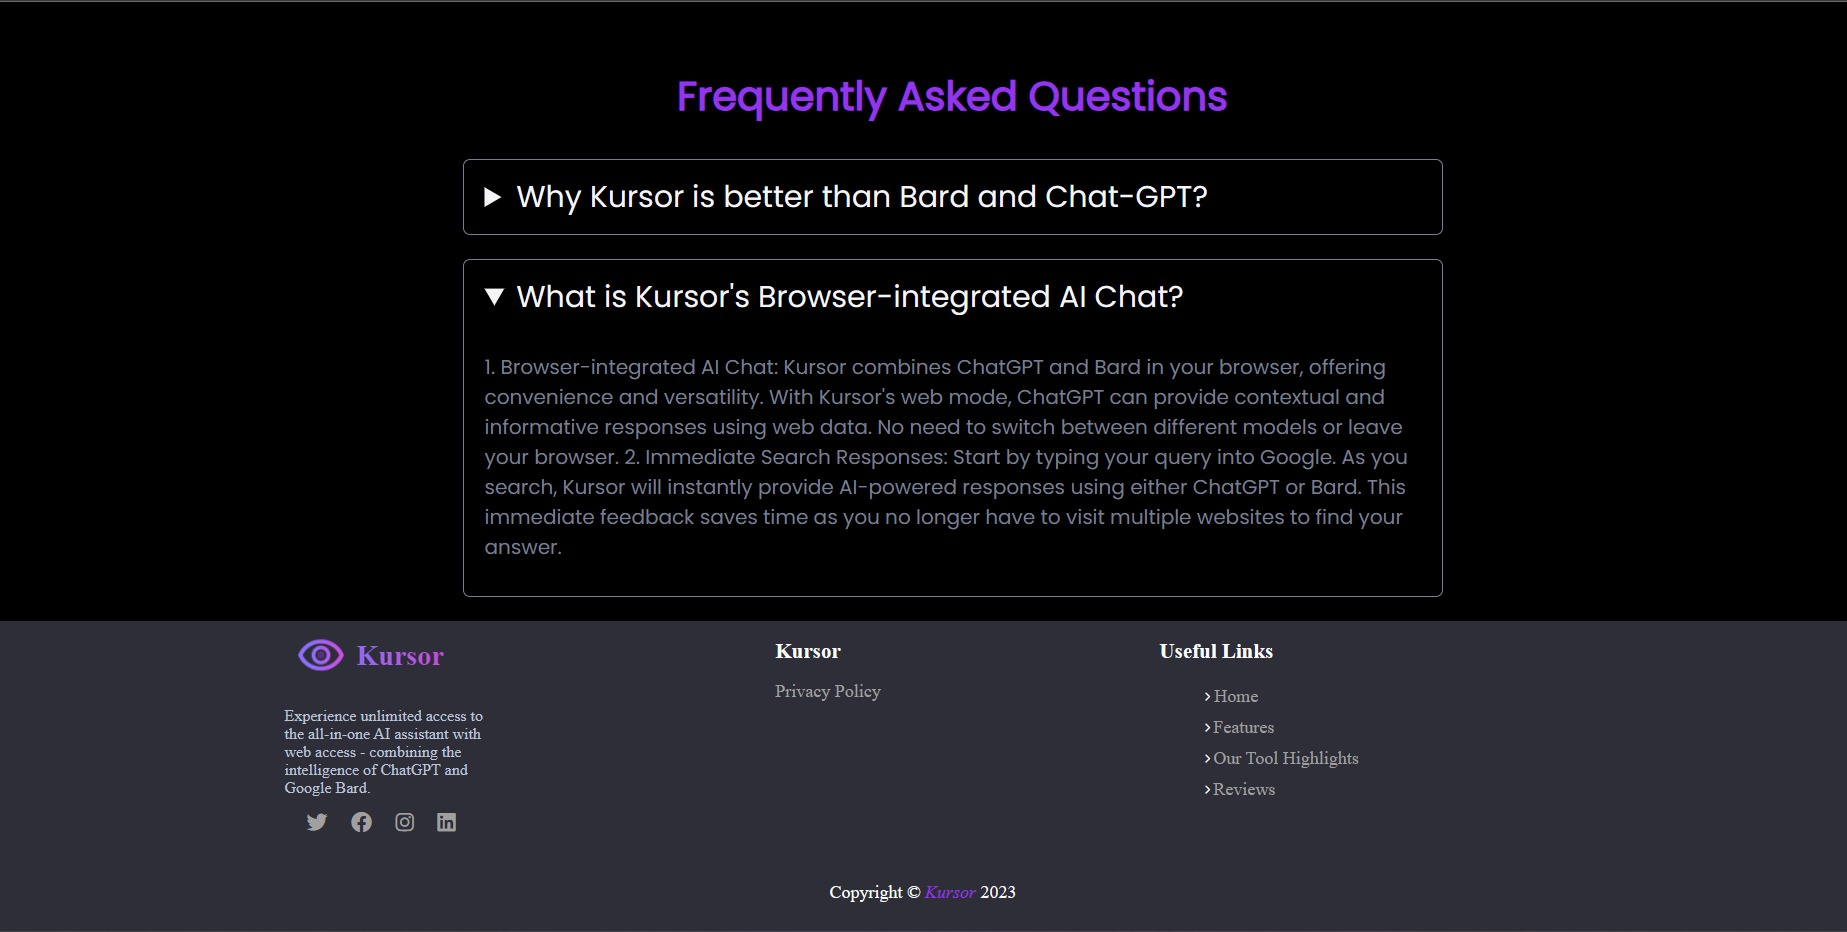 Frequently Asked Questions
Why Kursor is better than Bard and Chat-GPT?
What is Kursor's Browser-integrated AI Chat?
1. Browser-integrated AI Chat: Kursor combines ChatGPT and Bard in your browser, offering
convenience and versatility. With Kursor's web mode, ChatGPT can provide contextual and
informative responses using web data. No need to switch between different models or leave
your browser. 2. Immediate Search Responses: Start by typing your query into Google. As you
search, Kursor will instantly provide AI-powered responses using either ChatGPT or Bard. This
immediate feedback saves time as you no longer have to visit multiple websites to find your
answer.
Kursor
Experience unlimited access to
the all-in-one AI assistant with
web access - combining the
intelligence of ChatGPT and
Google Bard.
Kursor
Privacy Policy
Useful Links
Home
Features
Our Tool Highlights
Reviews
Copyright © Kursor 2023